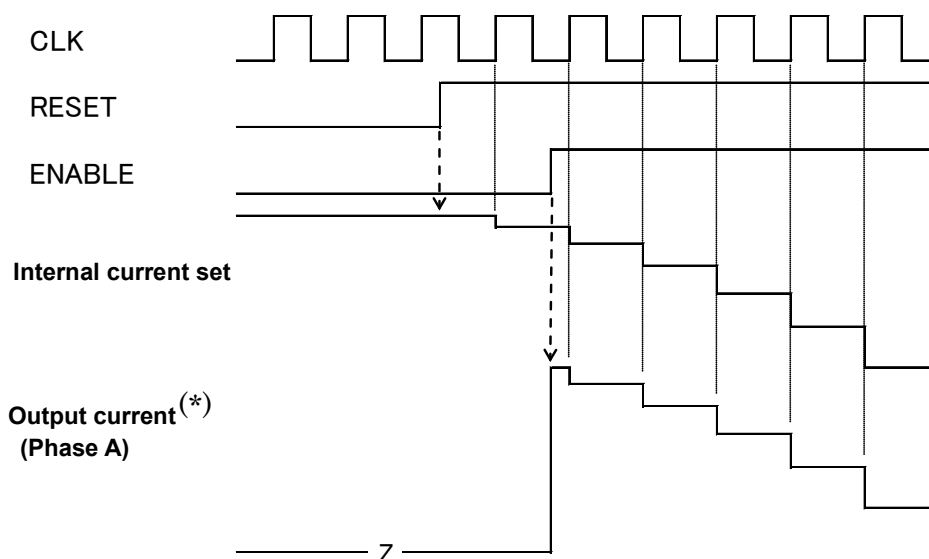 CLK
RESET
ENABLE
Internal current set
Output current(*)
(Phase A)
Z